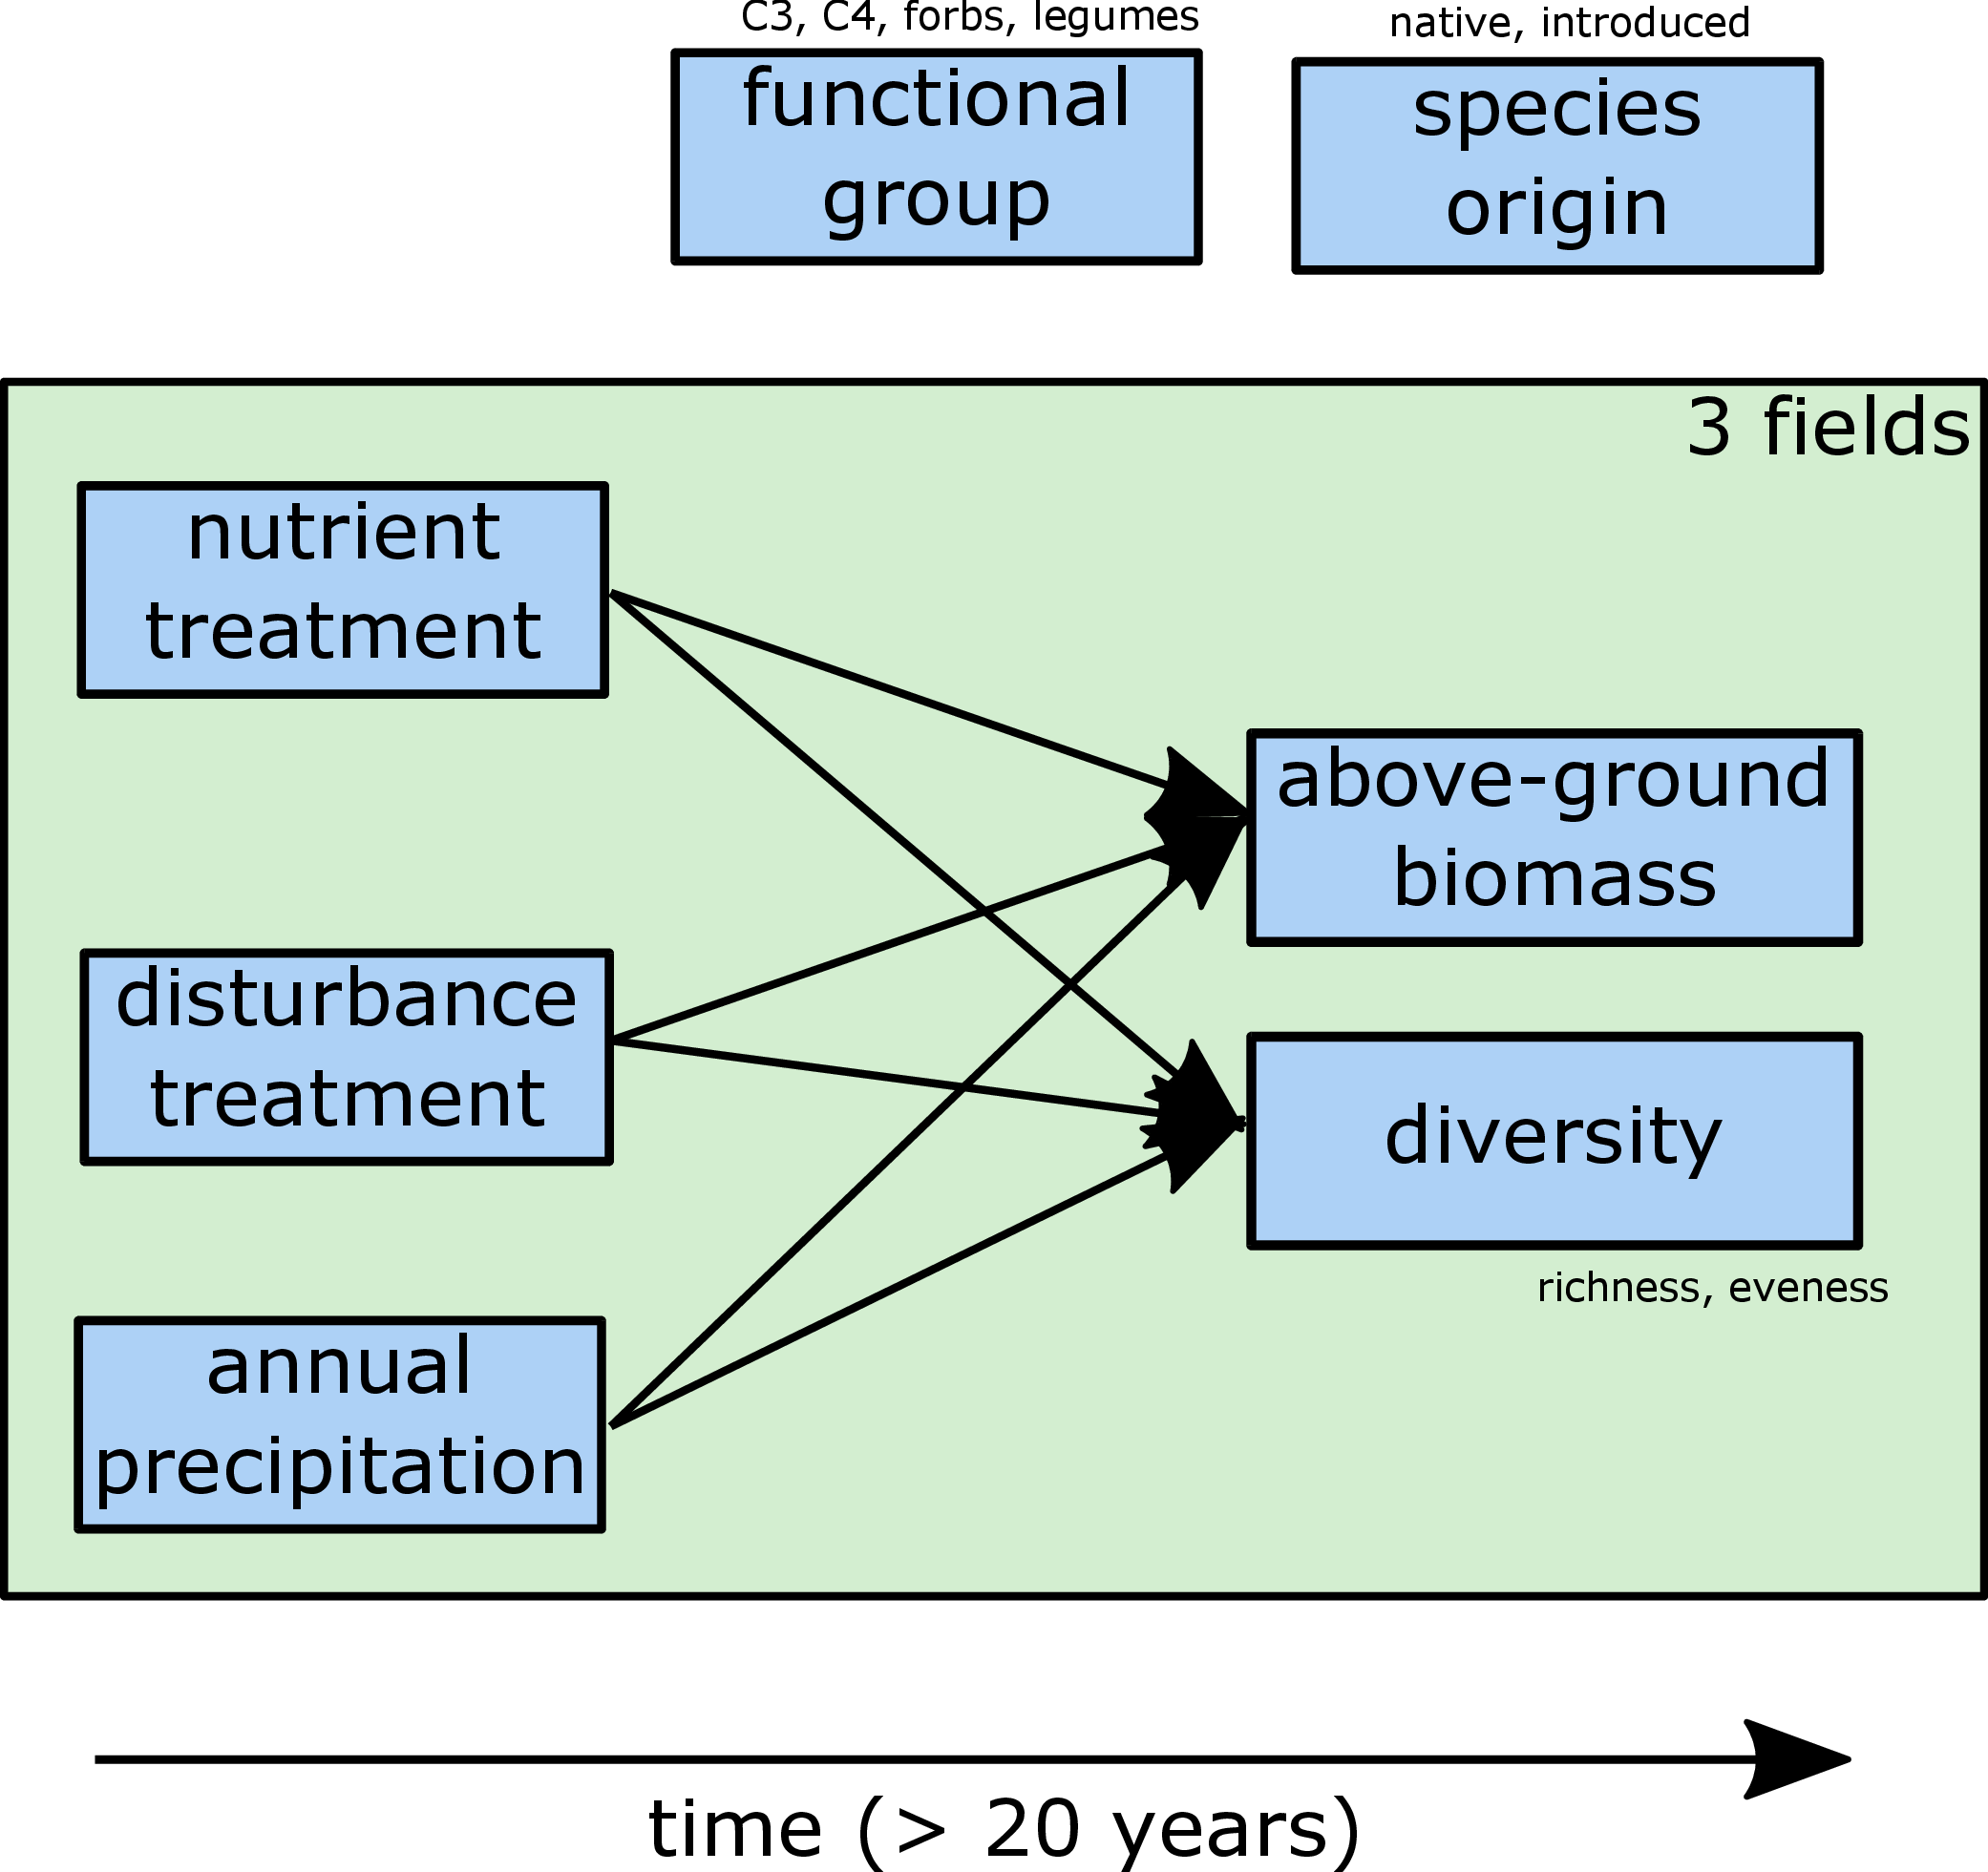 C3, C4, forbs, legumes
functional
group
native, introduced
species
origin
3 fields
nutrient
treatment
above-ground
biomass
disturbance
treatment
diversity
richness, eveness
annual
precipitation
time (> 20 years)